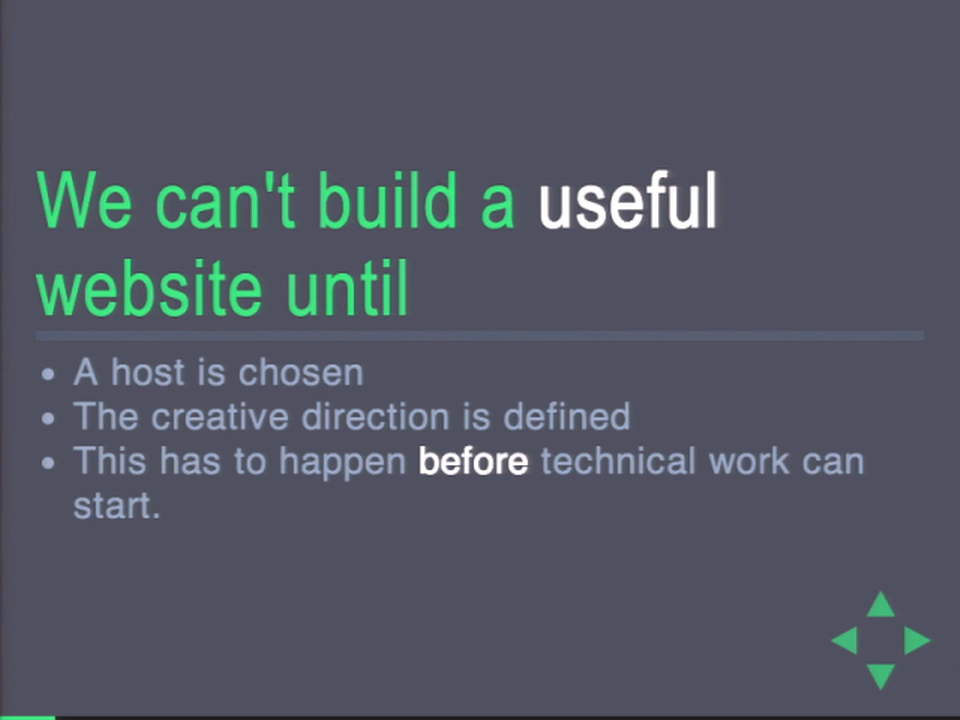 We can't build a useful
website until
• A host is chosen
• The creative direction is defined
• This has to happen before technical work can
start.